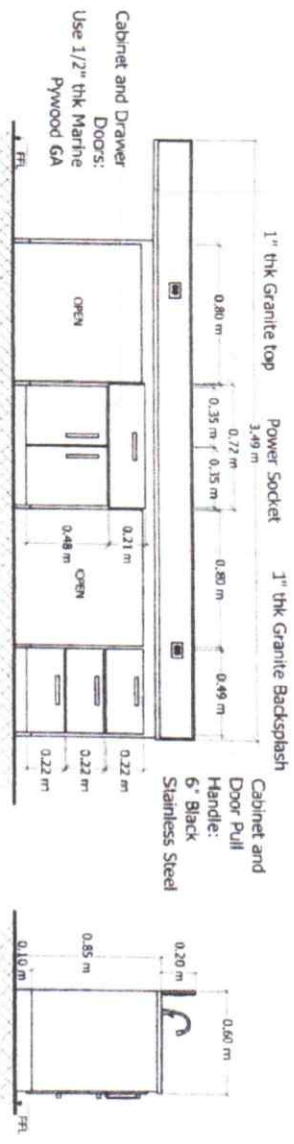 1" thk Granite top
Power Socket
1" thk Granite Backsplash
3.49 m
0.72 m
0.80 m
0.35 m
0.35 m
0.80 m
0.49 m
Cabinet and Drawer
Doors:
Use 1/2" thk Marine
Pywood GA
Cabinet and
Door Pull
Handle:
6" Black
Stainless Steel
OPEN
OPEN
0.21 m
0.48 m
0.22 m
0.22 m
0.22 m
FFL
0.60 m
0.20 m
0.85 m
0.10 m
FFL